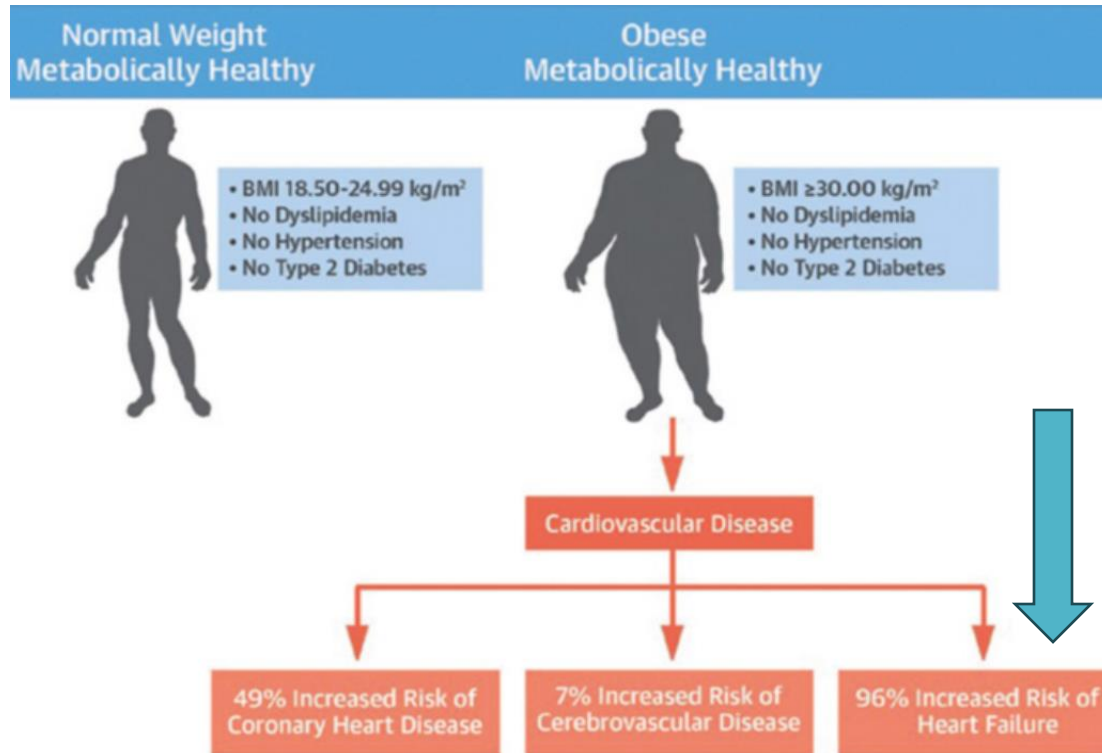 Normal Weight
Metabolically Healthy
Obese
Metabolically Healthy
• BMI 18.50-24.99 kg/m²
• No Dyslipidemia
• No Hypertension
• No Type 2 Diabetes
• BMI ≥30.00 kg/m²
• No Dyslipidemia
• No Hypertension
• No Type 2 Diabetes
Cardiovascular Disease
49% Increased Risk of
Coronary Heart Disease
7% Increased Risk of
Cerebrovascular Disease
96% Increased Risk of
Heart Failure